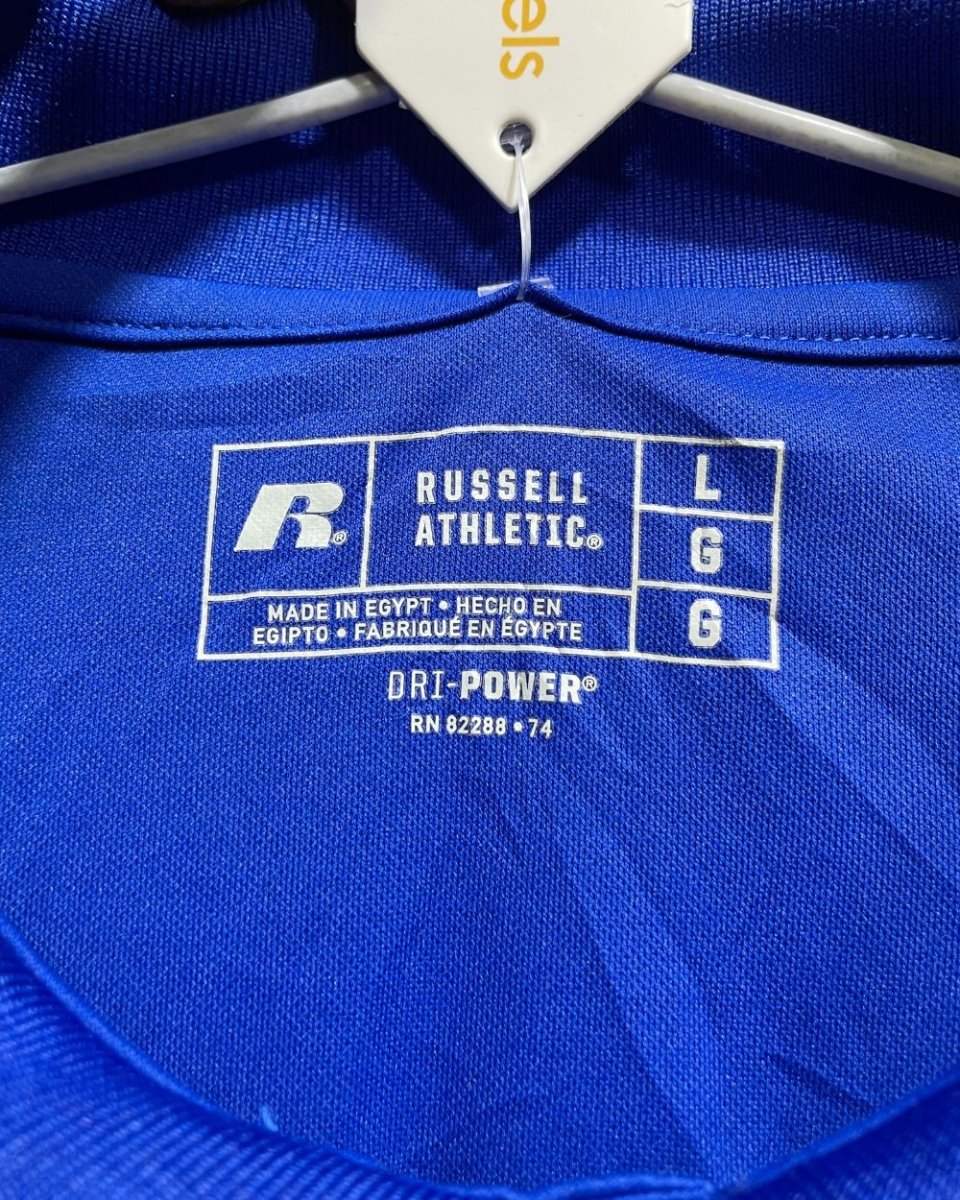 els
R®
RUSSELL
ATHLETIC®
L
G
G
MADE IN EGYPT • HECHO EN
EGIPTO • FABRIQUÉ EN ÉGYPTE
DRI-POWER®
RN 82288 • 74